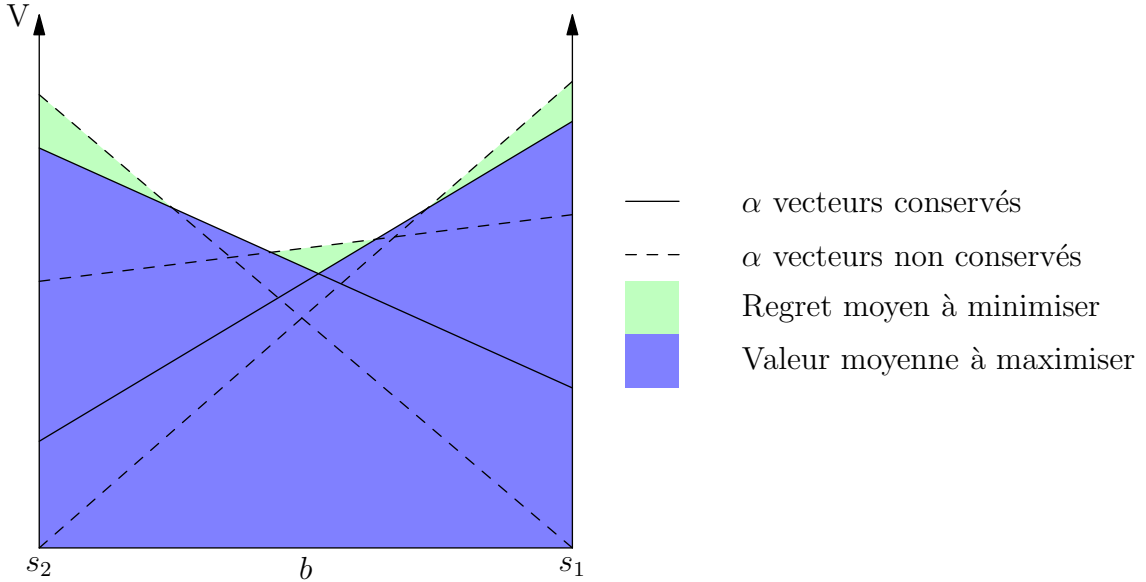 V
α vecteurs conservés
α vecteurs non conservés
Regret moyen à minimiser
Valeur moyenne à maximiser
s₂
b
s₁